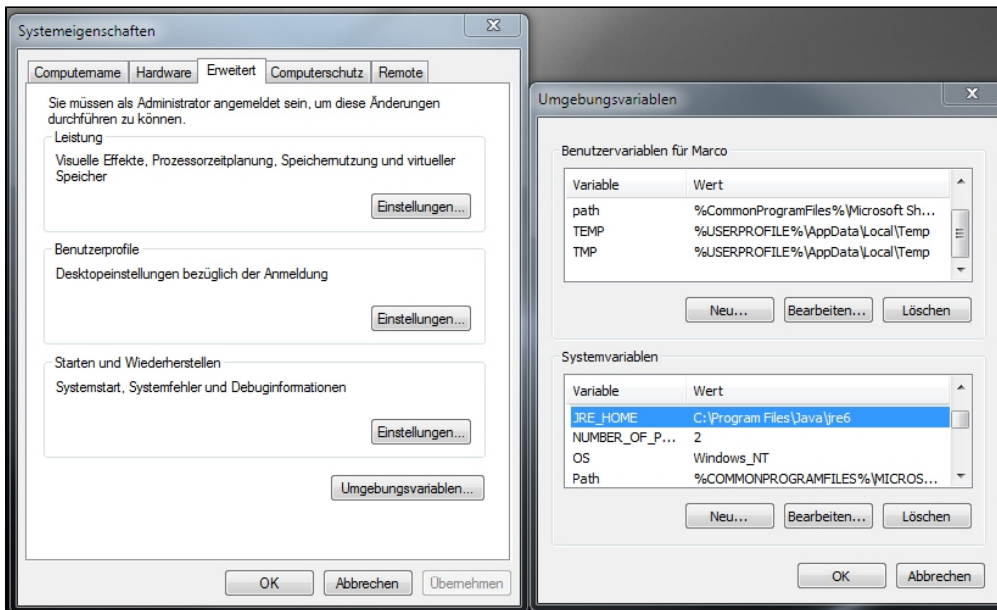 Systemeigenschaften
Computername Hardware Erweitert Computerschutz Remote
Sie müssen als Administrator angemeldet sein, um diese Änderungen
durchführen zu können.
Leistung
Visuelle Effekte, Prozessorzeitplanung, Speichernutzung und virtueller
Speicher
Einstellungen...
Benutzerprofile
Desktopeinstellungen bezüglich der Anmeldung
Einstellungen...
Starten und Wiederherstellen
Systemstart, Systemfehler und Debuginformationen
Einstellungen...
Umgebungsvariablen...
OK Abbrechen Übernehmen
Umgebungsvariablen
Benutzervariablen für Marco
Variable Wert
path %CommonProgramFiles%\Microsoft Sh...
TEMP %USERPROFILE%\AppData\Local\Temp
TMP %USERPROFILE%\AppData\Local\Temp
Neu... Bearbeiten... Löschen
Systemvariablen
Variable Wert
JRE_HOME C:\Program Files\Java\jre6
NUMBER_OF_P... 2
OS Windows_NT
Path %COMMONPROGRAMFILES%\MICROS...
Neu... Bearbeiten... Löschen
OK Abbrechen